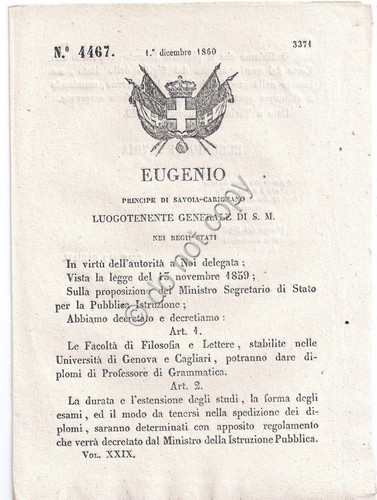 N.° 4467.
1.° dicembre 1860
3371
EUGENIO
PRINCIPE DI SAVOIA-CARIGNANO
LUOGOTENENTE GENERALE DI S. M.
NEI REGII STATI
In virtù dell'autorità a Noi delegata;
Vista la legge del 13 novembre 1859;
Sulla proposizione del Ministro Segretario di Stato
per la Pubblica Istruzione;
Abbiamo decretato e decretiamo:
Art. 1.
Le Facoltà di Filosofia e Lettere, stabilite nelle
Università di Genova e Cagliari, potranno dare di-
plomi di Professore di Grammatica.
Art. 2.
La durata e l'estensione degli studi, la forma degli
esami, ed il modo da tenersi nella spedizione dei di-
plomi, saranno determinati con apposito regolamento
che verrà decretato dal Ministro della Istruzione Pubblica.
VOL. XXIX.
do not copy